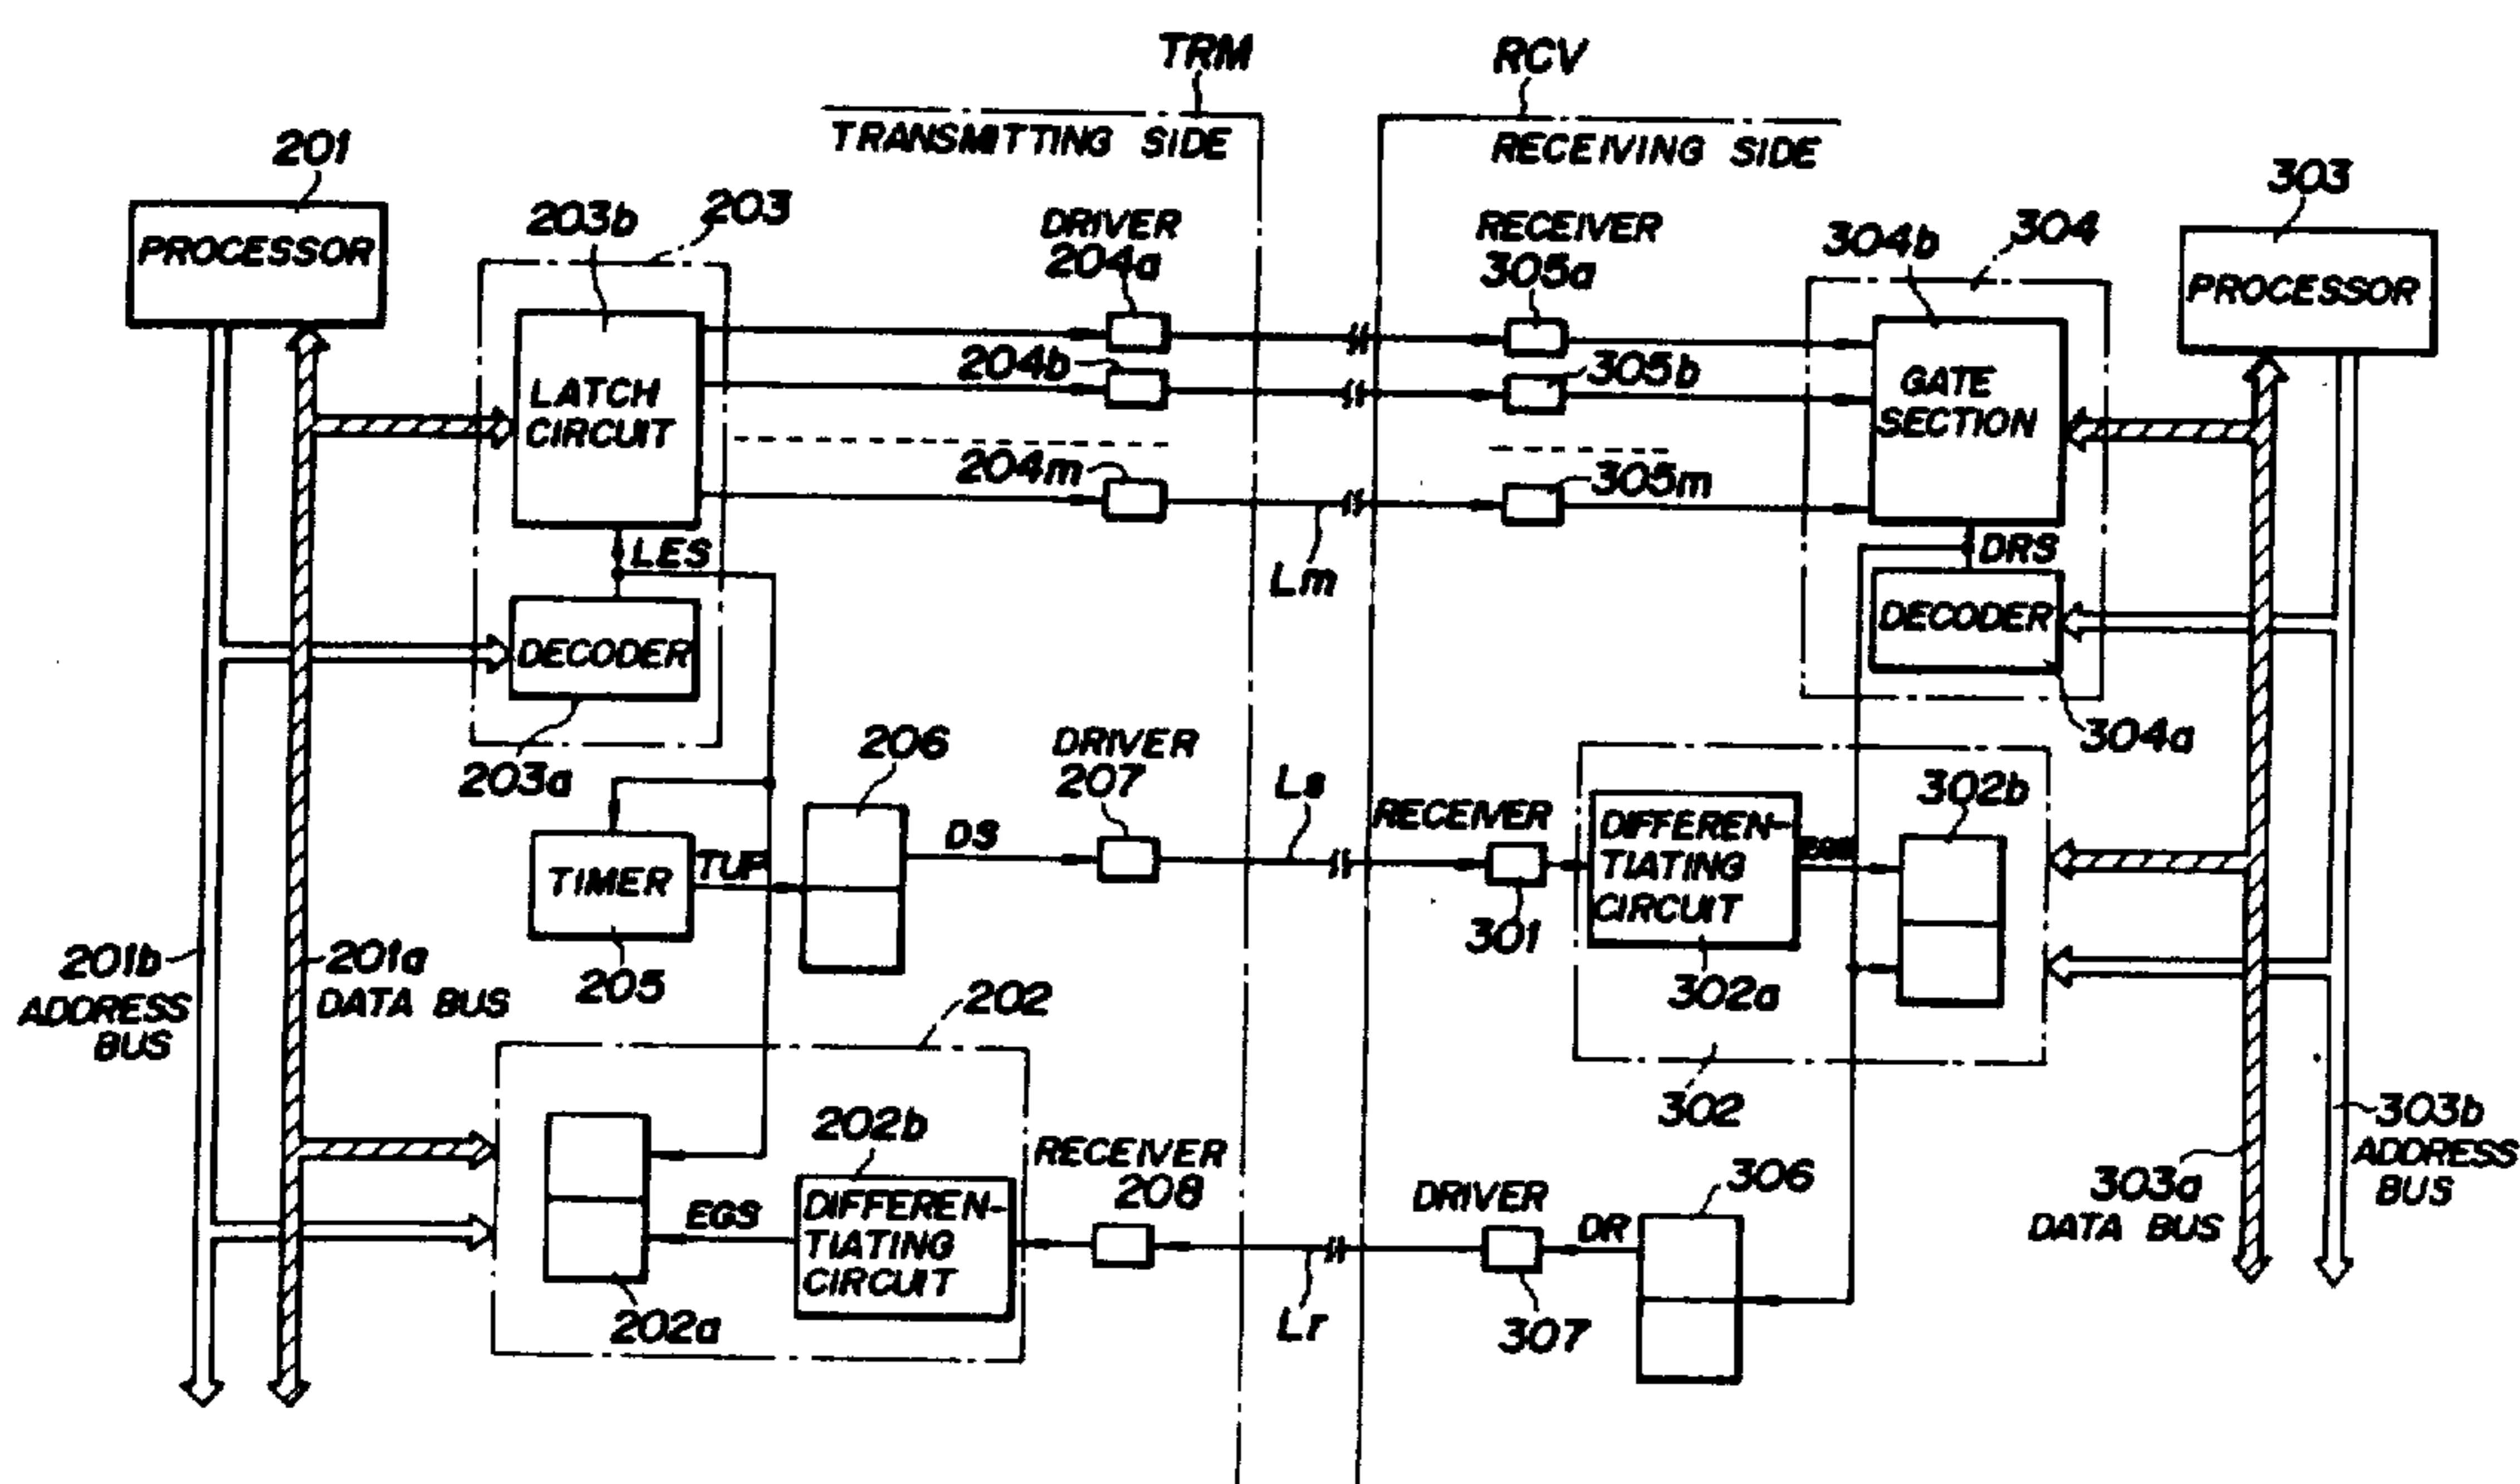 TRM
RCV
TRANSMITTING SIDE
RECEIVING SIDE
201
PROCESSOR
203b
203
DRIVER
204a
RECEIVER
305a
304b
304
303
PROCESSOR
LATCH
CIRCUIT
204b
305b
GATE
SECTION
204m
305m
LES
Lm
DRS
DECODER
DECODER
203a
304a
206
DRIVER
207
Ls
RECEIVER
DIFFEREN-
TIATING
CIRCUIT
302b
DS
TIMER
TUP
301
205
302a
201b
ADDRESS
BUS
201a
DATA BUS
202
302
202b
RECEIVER
208
DRIVER
DR
306
303b
ADDRESS
BUS
303a
DATA BUS
EGS
DIFFEREN-
TIATING
CIRCUIT
202a
Lr
307